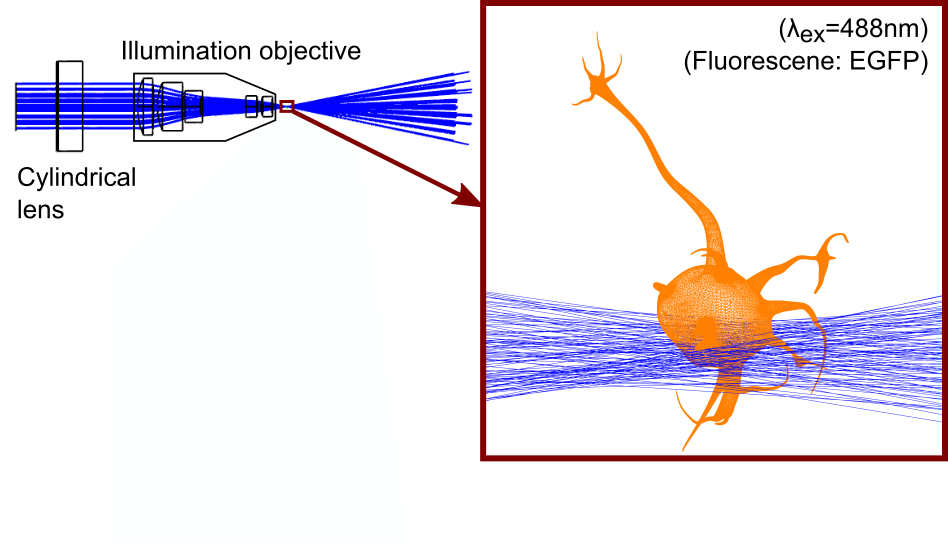 Illumination objective
Cylindrical
lens
(λex=488nm)
(Fluorescene: EGFP)